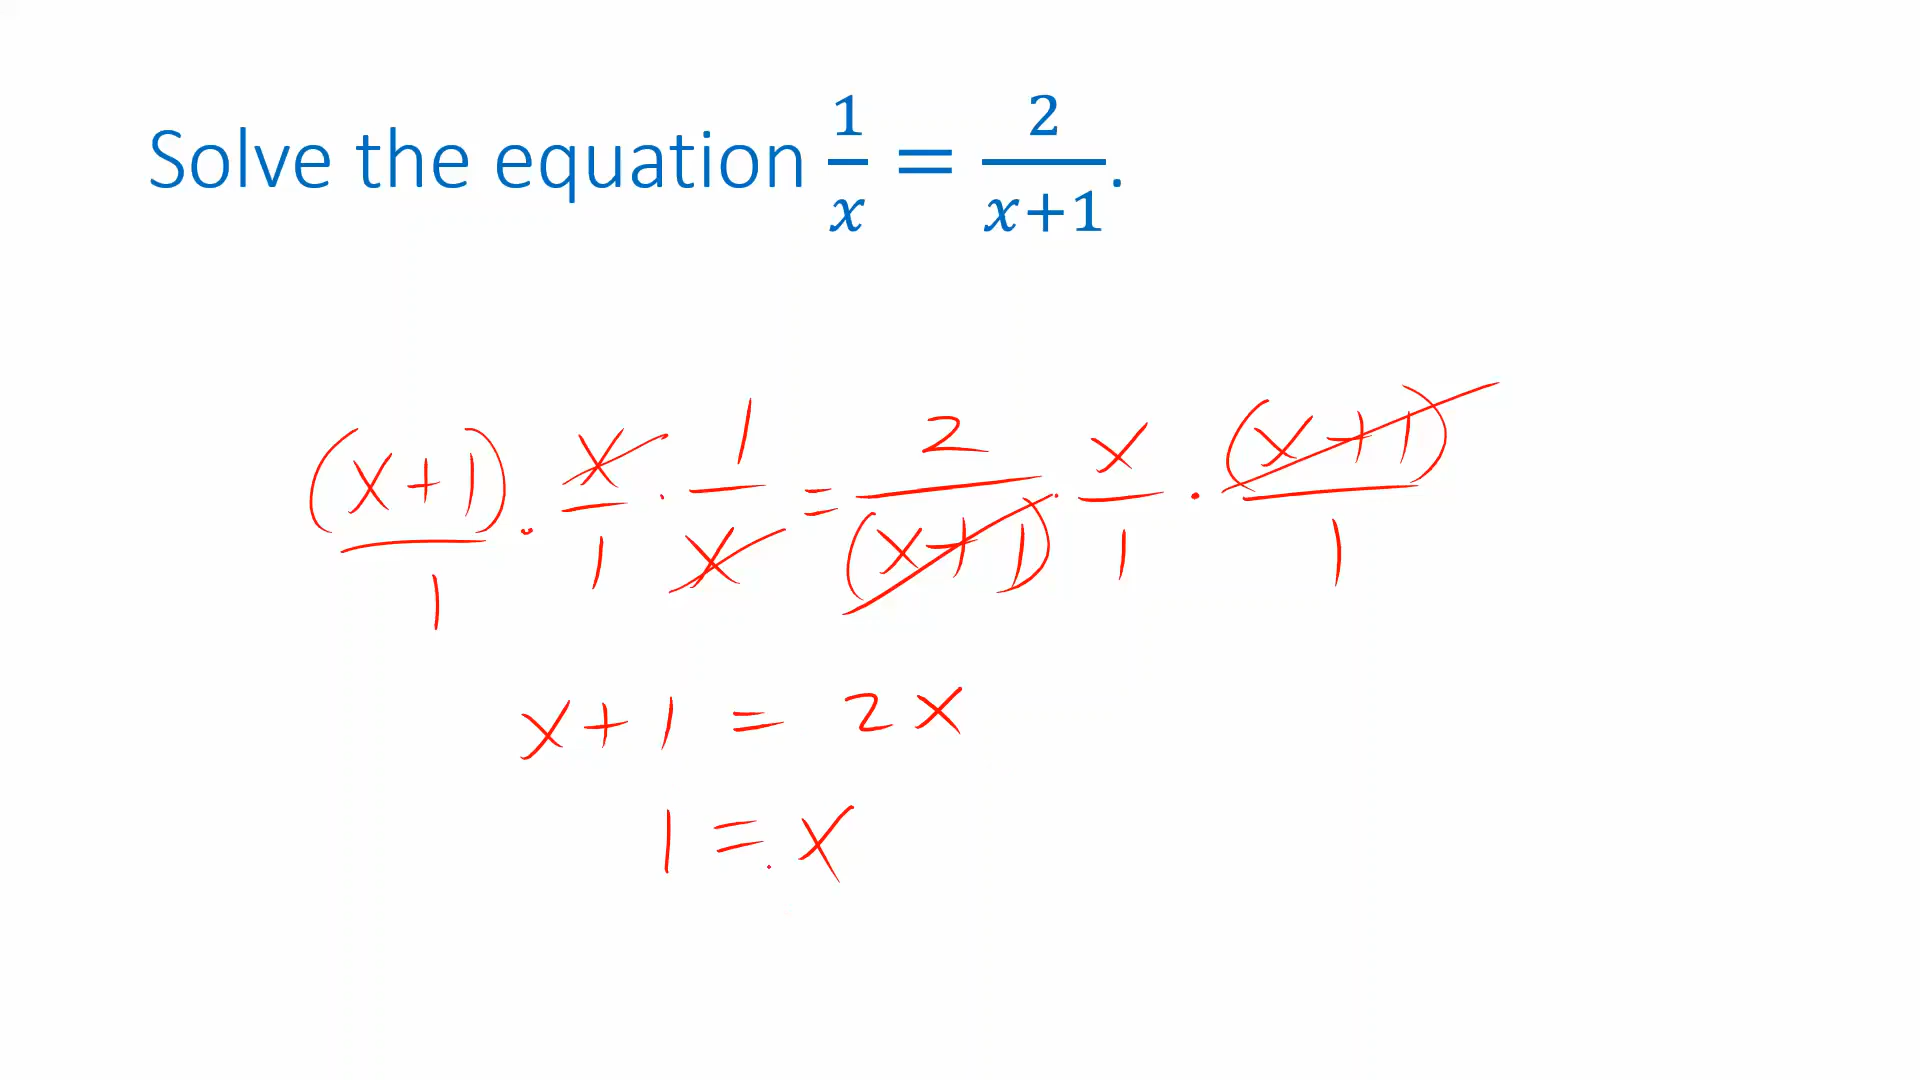 Solve the equation 1/x = 2/(x+1).
(x+1)/1 · x/1 · 1/x = 2/(x+1) · x/1 · (x+1)/1
x+1 = 2x
1 = x